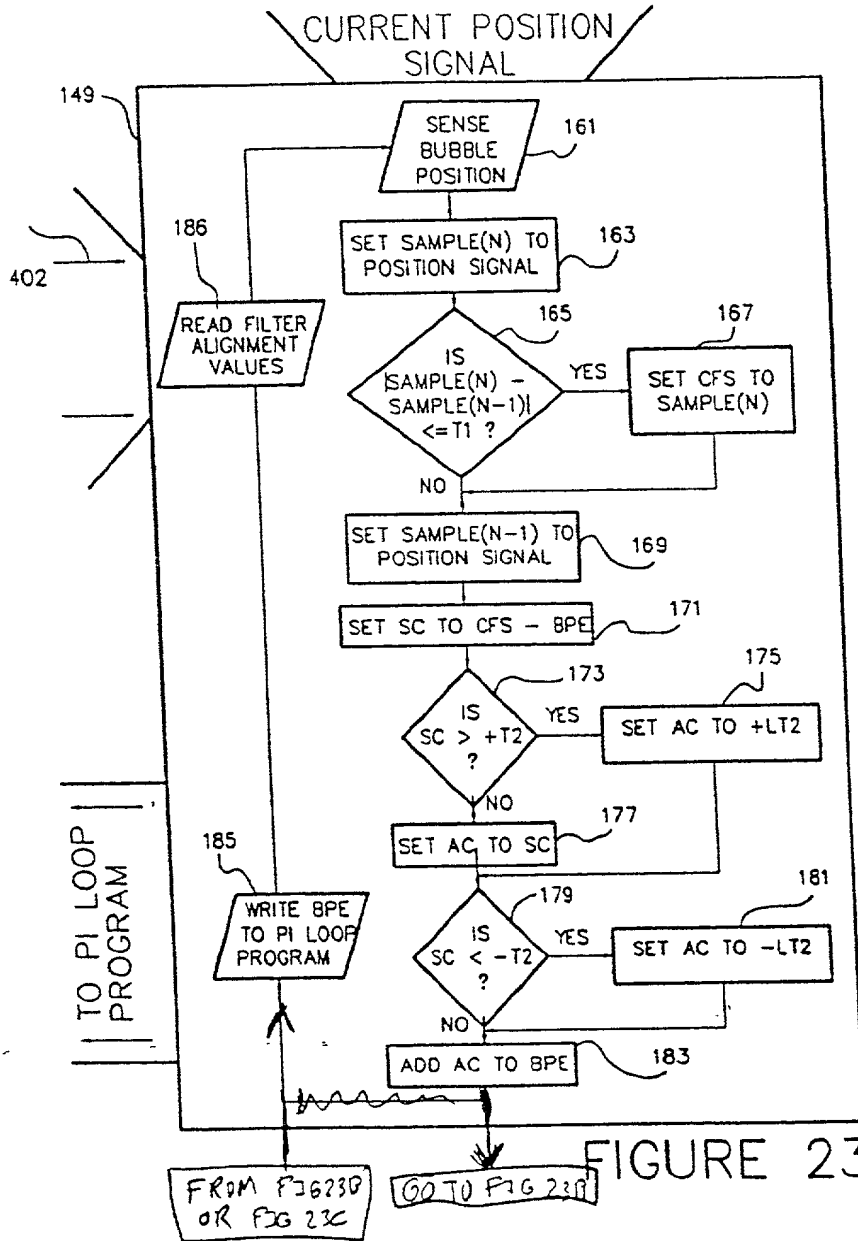 CURRENT POSITION
SIGNAL
149
SENSE
BUBBLE
POSITION
161
186
402
SET SAMPLE(N) TO
POSITION SIGNAL
163
READ FILTER
ALIGNMENT
VALUES
165
IS
|SAMPLE(N) -
SAMPLE(N-1)|
<=T1 ?
YES
167
SET CFS TO
SAMPLE(N)
NO
SET SAMPLE(N-1) TO
POSITION SIGNAL
169
SET SC TO CFS - BPE
171
173
IS
SC > +T2
?
YES
175
SET AC TO +LT2
NO
SET AC TO SC
177
TO PI LOOP
PROGRAM
185
WRITE BPE
TO PI LOOP
PROGRAM
179
IS
SC < -T2
?
YES
181
SET AC TO -LT2
NO
ADD AC TO BPE
183
FIGURE 23
FROM FIG 23B
OR FIG 23C
GO TO FIG 23B